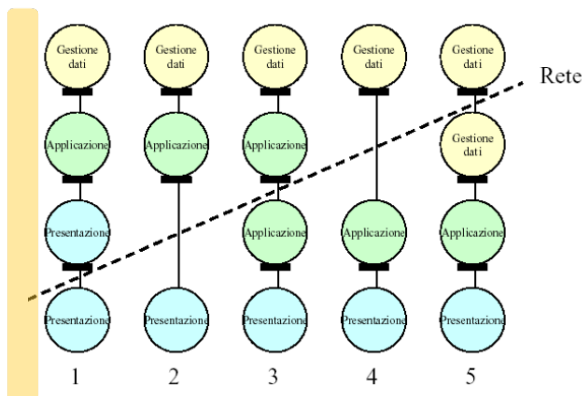 Gestione
dati
Gestione
dati
Gestione
dati
Gestione
dati
Gestione
dati
Rete
Applicazione
Applicazione
Applicazione
Gestione
dati
Presentazione
Applicazione
Applicazione
Applicazione
Presentazione
Presentazione
Presentazione
Presentazione
Presentazione
1 2 3 4 5